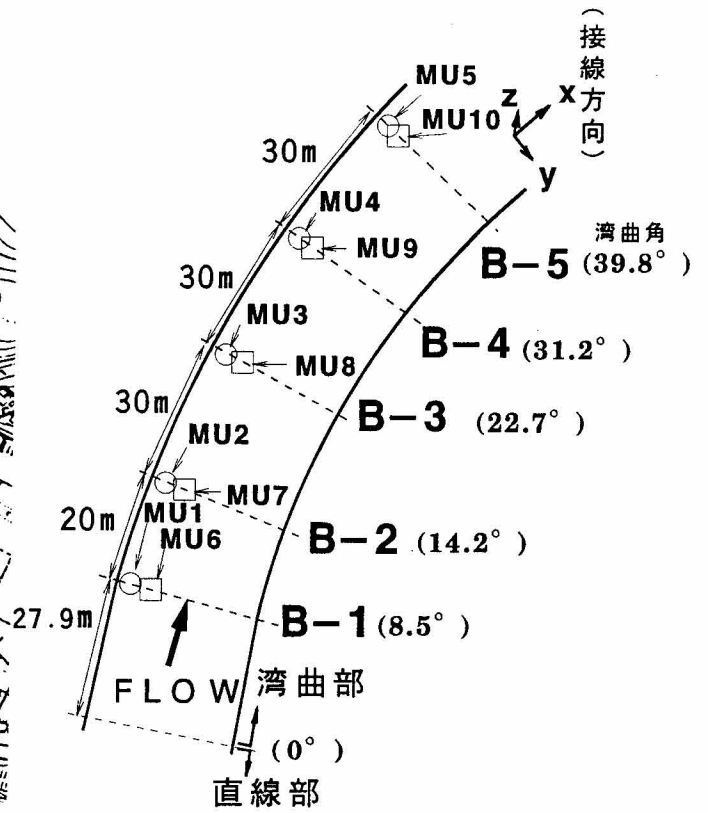 (接線方向)
MU5
z
x
MU10
30m
y
MU4
湾曲角
MU9
B-5 (39.8°)
30m
MU3
B-4 (31.2°)
MU8
30m
B-3 (22.7°)
MU2
MU7
20m
MU1
MU6
B-2 (14.2°)
27.9m
B-1 (8.5°)
FLOW
湾曲部
(0°)
直線部